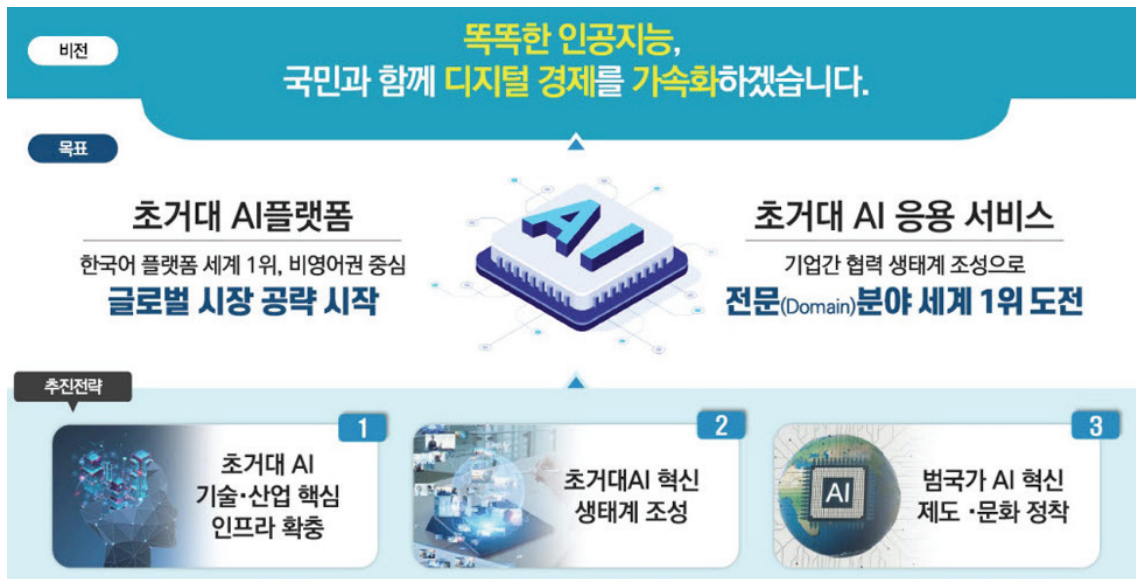 비전
똑똑한 인공지능,
국민과 함께 디지털 경제를 가속화하겠습니다.
목표
초거대 AI플랫폼
한국어 플랫폼 세계 1위, 비영어권 중심
글로벌 시장 공략 시작
AI
초거대 AI 응용 서비스
기업간 협력 생태계 조성으로
전문(Domain)분야 세계 1위 도전
추진전략
1
초거대 AI
기술·산업 핵심
인프라 확충
2
초거대AI 혁신
생태계 조성
3
AI
범국가 AI 혁신
제도 ·문화 정착